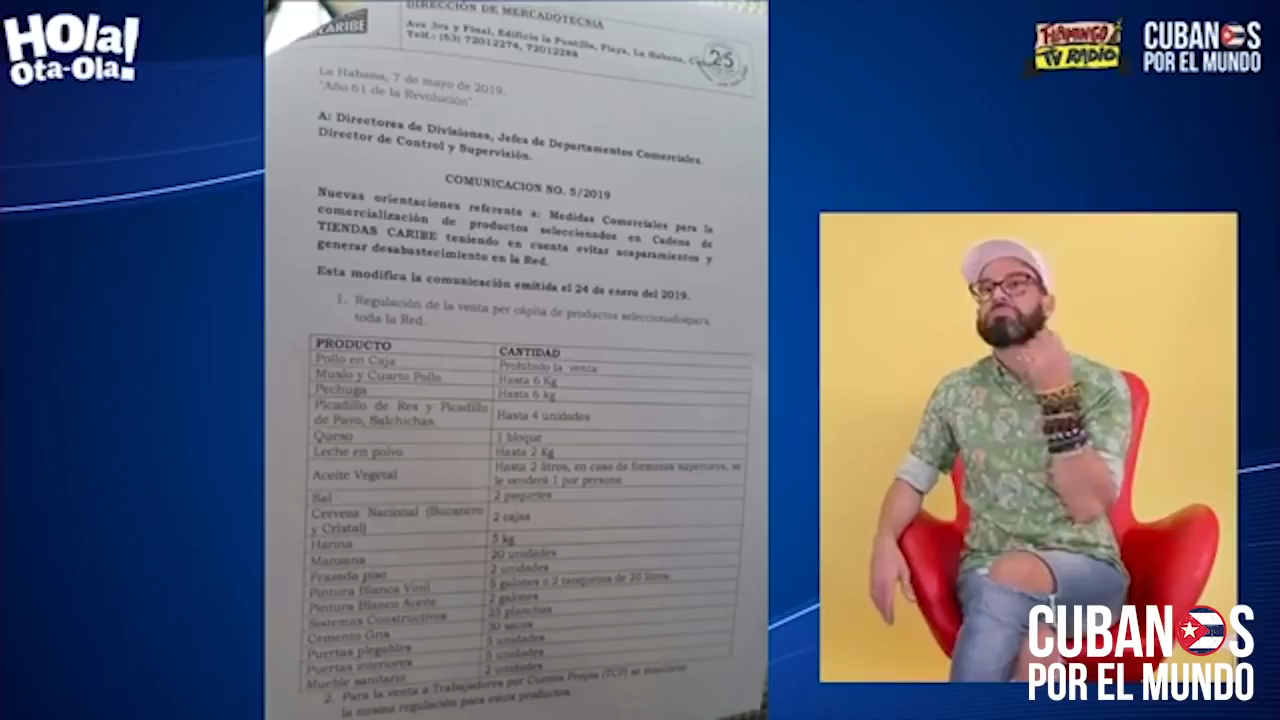 HOla!
Ota-Ola!
FLAMINGO
TV RADIO
CUBANOS
POR EL MUNDO
CARIBE
DIRECCIÓN DE MERCADOTECNIA
Ave 3ra y Final, Edificio la Puntilla, Playa, La Habana,
Teléf.: (53) 72012274, 72012288
25
La Habana, 7 de mayo de 2019.
"Año 61 de la Revolución".
A: Directores de Divisiones, Jefes de Departamentos Comerciales.
Director de Control y Supervisión.
COMUNICACION NO. 5/2019
Nuevas orientaciones referente a: Medidas Comerciales para la
comercialización de productos seleccionados en Cadena de
TIENDAS CARIBE teniendo en cuenta evitar acaparamientos y
generar desabastecimiento en la Red.
Esta modifica la comunicación emitida el 24 de enero del 2019.
1. Regulación de la venta per cápita de productos seleccionadospara
toda la Red.
PRODUCTO CANTIDAD
Pollo en Caja Prohibido la venta
Muslo y Cuarto Pollo Hasta 6 Kg
Pechuga Hasta 6 kg
Picadillo de Res y Picadillo
de Pavo, Salchichas. Hasta 4 unidades
Queso 1 bloque
Leche en polvo Hasta 2 Kg
Aceite Vegetal Hasta 2 litros, en caso de formatos superiores, se
le venderá 1 por persona
Sal 2 paquetes
Cerveza Nacional (Bucanero
y Cristal) 2 cajas
Harina 5 kg
Manzana 20 unidades
Frazada piso 2 unidades
Pintura Blanca Vinil 5 galones o 2 tanquetas de 20 litros.
Pintura Blanco Aceite 2 galones
Sistemas Constructivos 25 planchas
Cemento Gris 30 sacos
Puertas plegables 5 unidades
Puertas interiores 5 unidades
Mueble sanitario 2 unidades
2. Para la venta a Trabajadores por Cuenta Propia (TCP) se mantiene
la misma regulación para estos productos.
CUBANOS
POR EL MUNDO